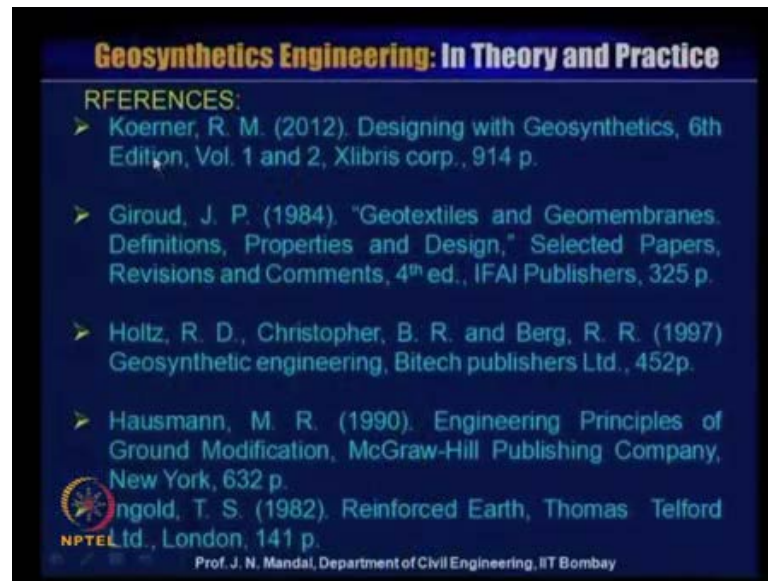 Geosynthetics Engineering: In Theory and Practice
RFERENCES:
Koerner, R. M. (2012). Designing with Geosynthetics, 6th
Edition, Vol. 1 and 2, Xlibris corp., 914 p.
Giroud, J. P. (1984). "Geotextiles and Geomembranes.
Definitions, Properties and Design," Selected Papers,
Revisions and Comments, 4th ed., IFAI Publishers, 325 p.
Holtz, R. D., Christopher, B. R. and Berg, R. R. (1997)
Geosynthetic engineering, Bitech publishers Ltd., 452p.
Hausmann, M. R. (1990). Engineering Principles of
Ground Modification, McGraw-Hill Publishing Company,
New York, 632 p.
ngold, T. S. (1982). Reinforced Earth, Thomas Telford
Ltd., London, 141 p.
NPTEL
Prof. J. N. Mandal, Department of Civil Engineering, IIT Bombay